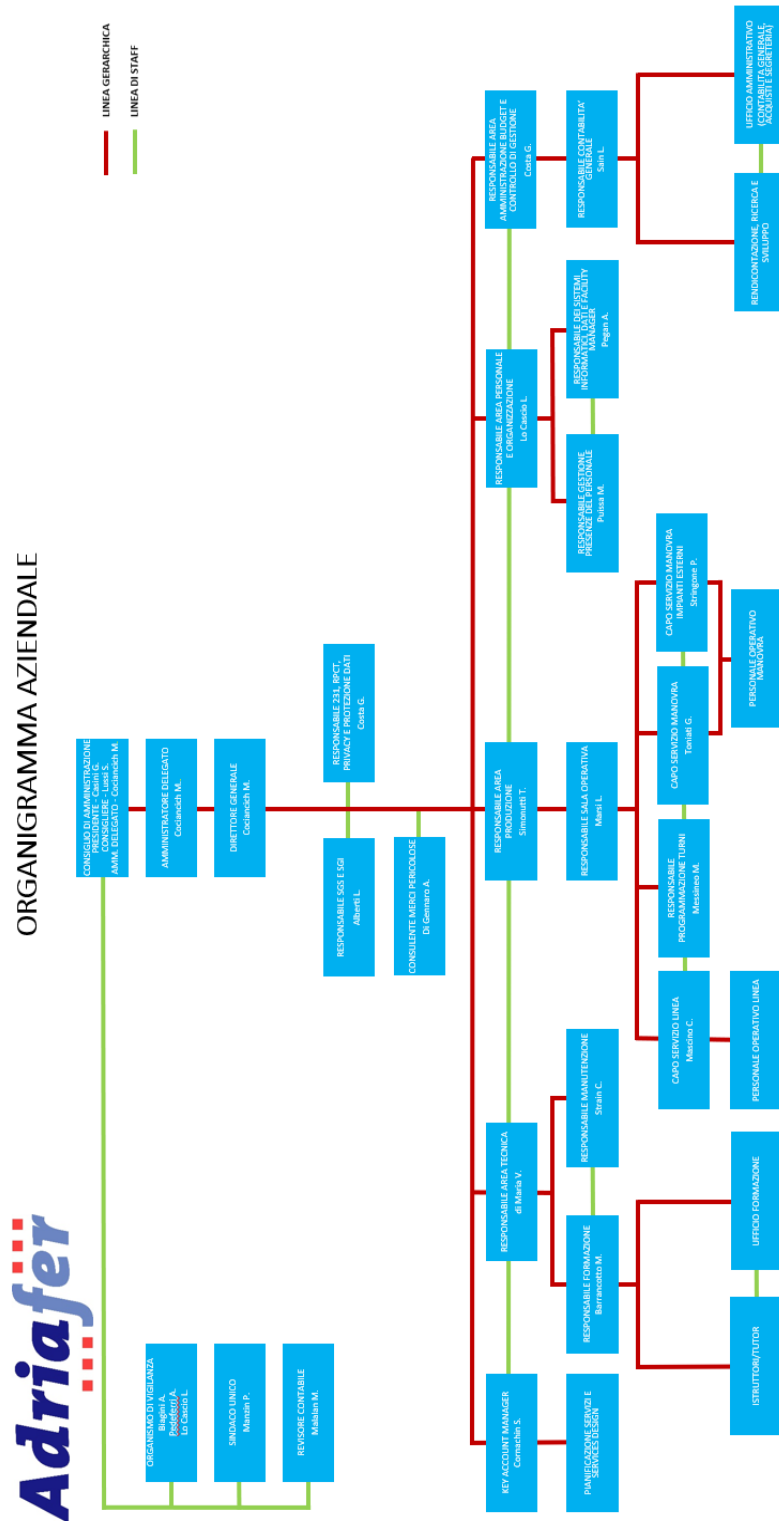 Adriafer
ORGANIGRAMMA AZIENDALE
LINEA GERARCHICA
LINEA DI STAFF
CONSIGLIO DI AMMINISTRAZIONE
PRESIDENTE - Casini G.
CONSIGLIERE - Lussi S.
AMM. DELEGATO - Cociancich M.
AMMINISTRATORE DELEGATO
Cociancich M.
DIRETTORE GENERALE
Cociancich M.
ORGANISMO DI VIGILANZA
Biagini A.
Pedeferri A.
Lo Cascio L.
SINDACO UNICO
Manzin P.
REVISORE CONTABILE
Malalan M.
RESPONSABILE SGS E SGI
Alberti L.
RESPONSABILE 231, RPCT,
PRIVACY E PROTEZIONE DATI
Costa G.
CONSULENTE MERCI PERICOLOSE
Di Gennaro A.
KEY ACCOUNT MANAGER
Cornachin S.
RESPONSABILE AREA TECNICA
di Maria V.
RESPONSABILE AREA
PRODUZIONE
Simonutti T.
RESPONSABILE AREA PERSONALE
E ORGANIZZAZIONE
Lo Cascio L.
RESPONSABILE AREA
AMMINISTRAZIONE BUDGET E
CONTROLLO DI GESTIONE
Costa G.
PIANIFICAZIONE SERVIZI E
SERVICES DESIGN
RESPONSABILE FORMAZIONE
Barrancotto M.
RESPONSABILE MANUTENZIONE
Strain C.
RESPONSABILE SALA OPERATIVA
Marsi L.
RESPONSABILE GESTIONE
PRESENZE DEL PERSONALE
Puissa M.
RESPONSABILE DEI SISTEMI
INFORMATICI, DATI E FACILITY
MANAGER
Pegan A.
RESPONSABILE CONTABILITA'
GENERALE
Sain L.
CAPO SERVIZIO LINEA
Mascino C.
RESPONSABILE
PROGRAMMAZIONE TURNI
Messineo M.
CAPO SERVIZIO MANOVRA
Toniati G.
CAPO SERVIZIO MANOVRA
IMPIANTI ESTERNI
Stringone P.
ISTRUTTORI/TUTOR
UFFICIO FORMAZIONE
PERSONALE OPERATIVO LINEA
PERSONALE OPERATIVO
MANOVRA
RENDICONTAZIONE, RICERCA E
SVILUPPO
UFFICIO AMMINISTRATIVO
(CONTABILITA GENERALE,
ACQUISTI E SEGRETERIA)